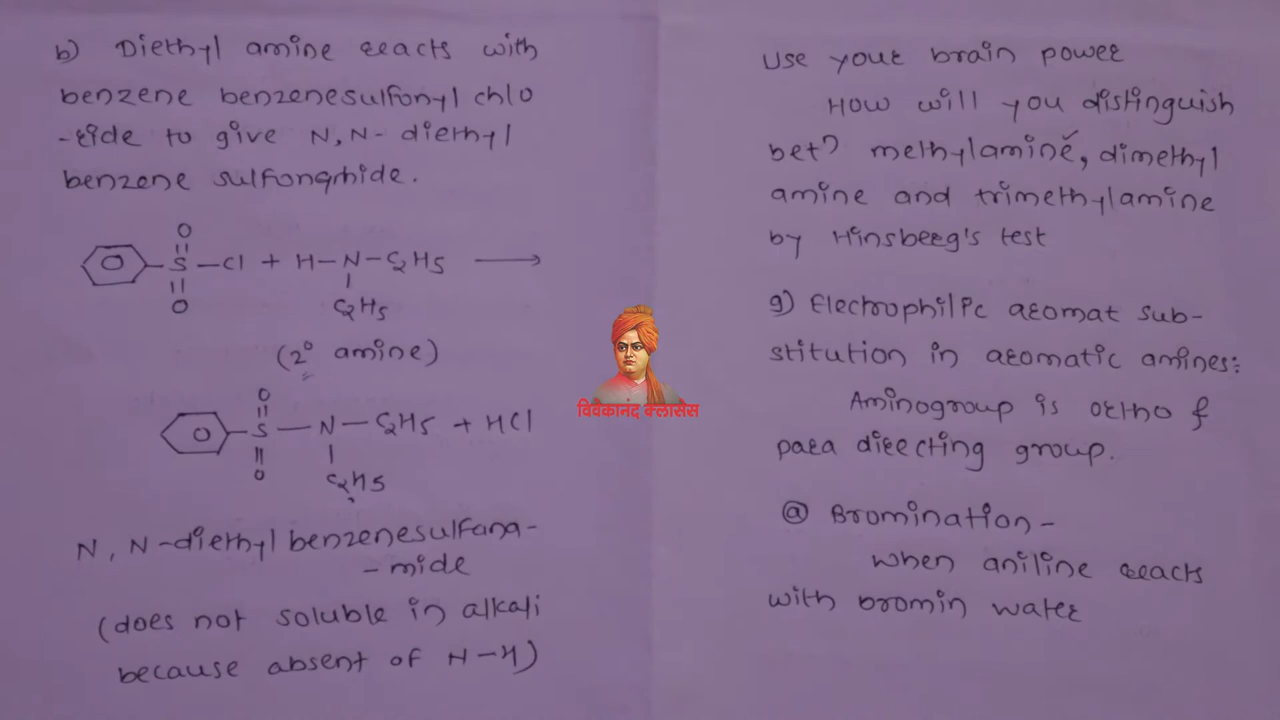 b) Diethyl amine reacts with
benzene benzenesulfonyl chlo
-ride to give N,N- diethyl
benzene sulfonamide.
O
S - Cl + H - N - C2H5 ⟶
O C2H5
(2° amine)
O
S - N - C2H5 + HCl
O C2H5
N, N-diethyl benzenesulfana-
- mide
(does not soluble in alkali
because absent of N-H)
विवेकानंद क्लासेस
Use your brain power
How will you distinguish
betn methylamine, dimethyl
amine and trimethylamine
by Hinsberg's test
g) Electrophilic aromat sub-
stitution in aromatic amines:
Aminogroup is ortho &
para directing group.
(a) Bromination-
When aniline reacts
with bromin water